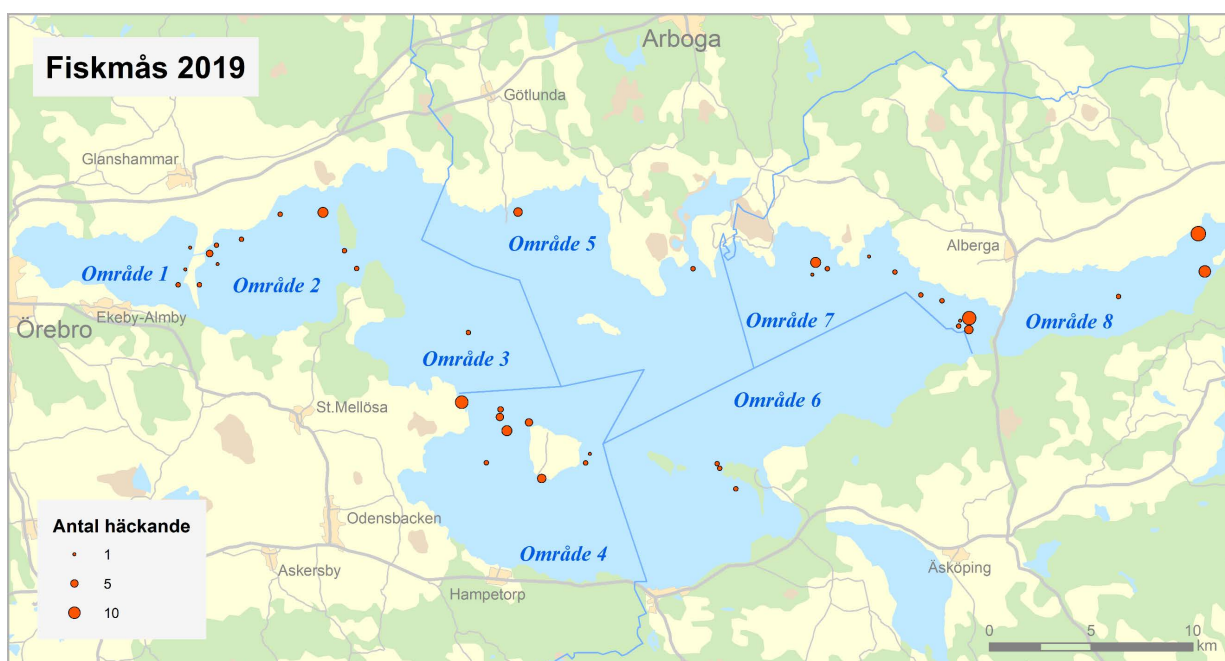 Fiskmås 2019
Arboga
Götlunda
Glanshammar
Område 5
Alberga
Område 1
Område 2
Område 7
Område 8
Ekeby-Almby
Örebro
Område 3
Område 6
St.Mellösa
Odensbacken
Område 4
Askersby
Hampetorp
Äsköping
Antal häckande
1
5
10
0 5 10
km